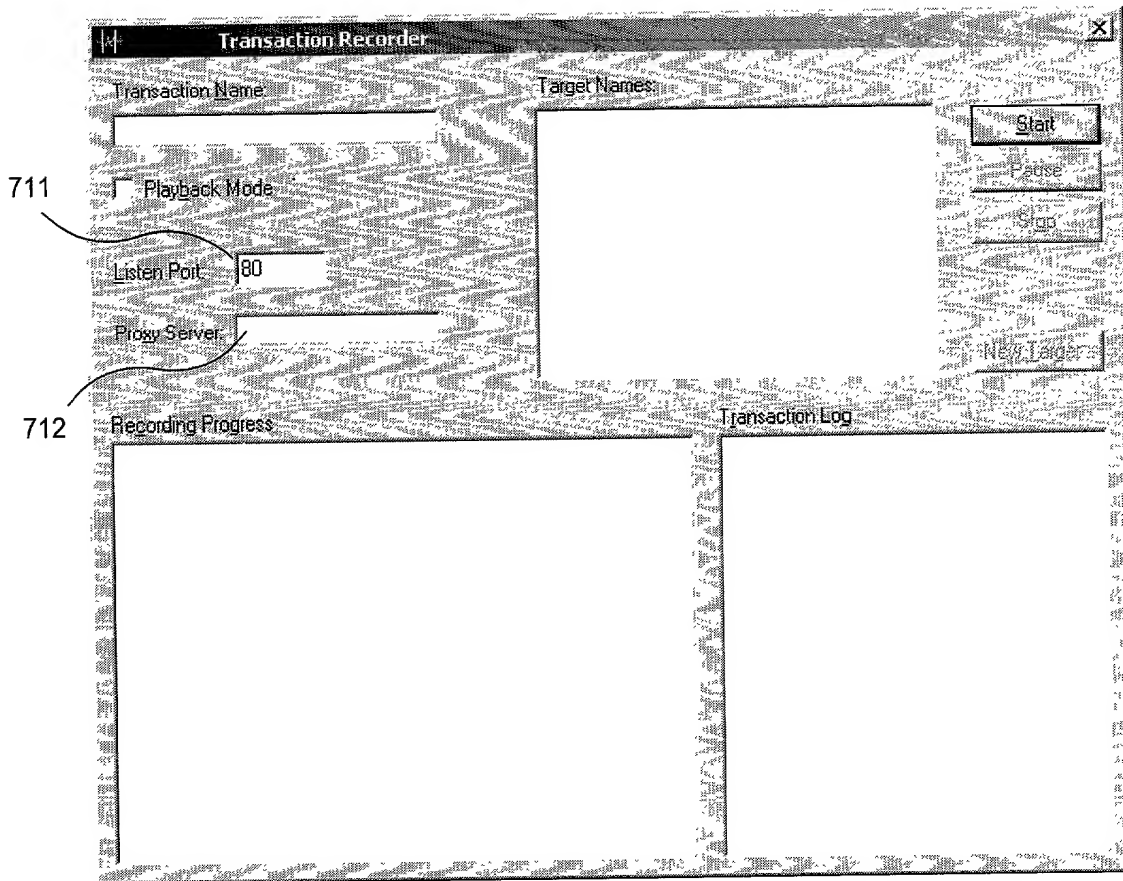 Transaction Recorder
Transaction Name:
Target Names:
Start
Pause
Stop
711
Playback Mode
Listen Port: 80
Proxy Server:
New Target
712
Recording Progress
Transaction Log